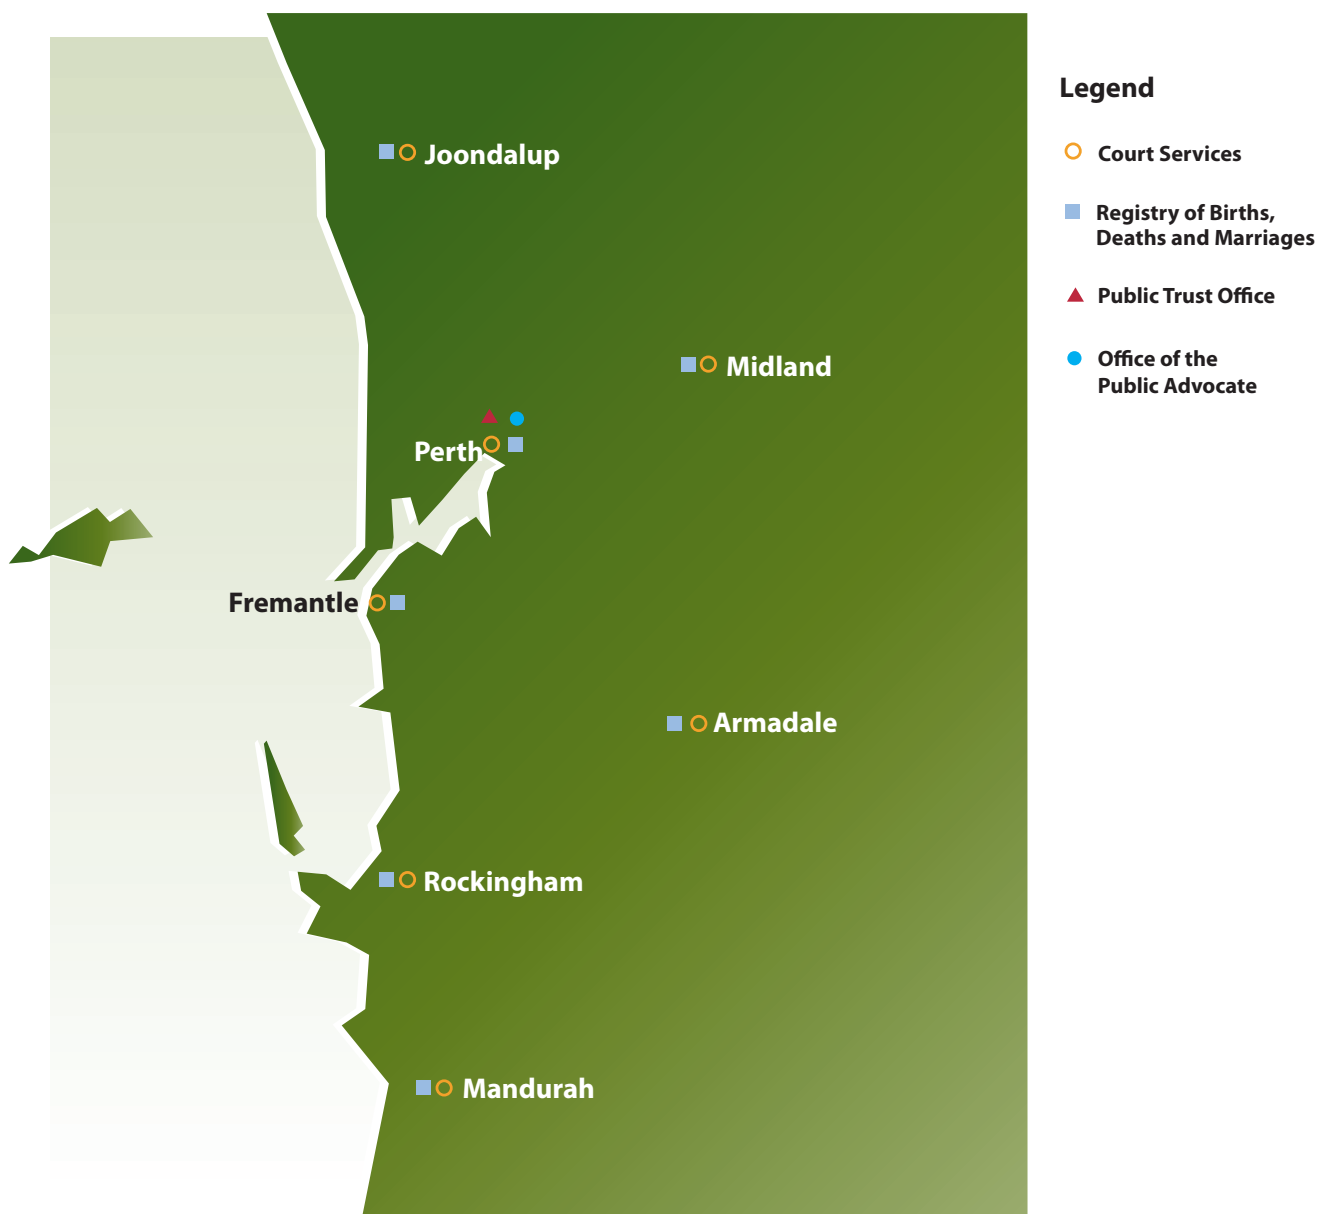 Legend
Court Services
Registry of Births,
Deaths and Marriages
Public Trust Office
Office of the
Public Advocate
Joondalup
Midland
Perth
Fremantle
Armadale
Rockingham
Mandurah